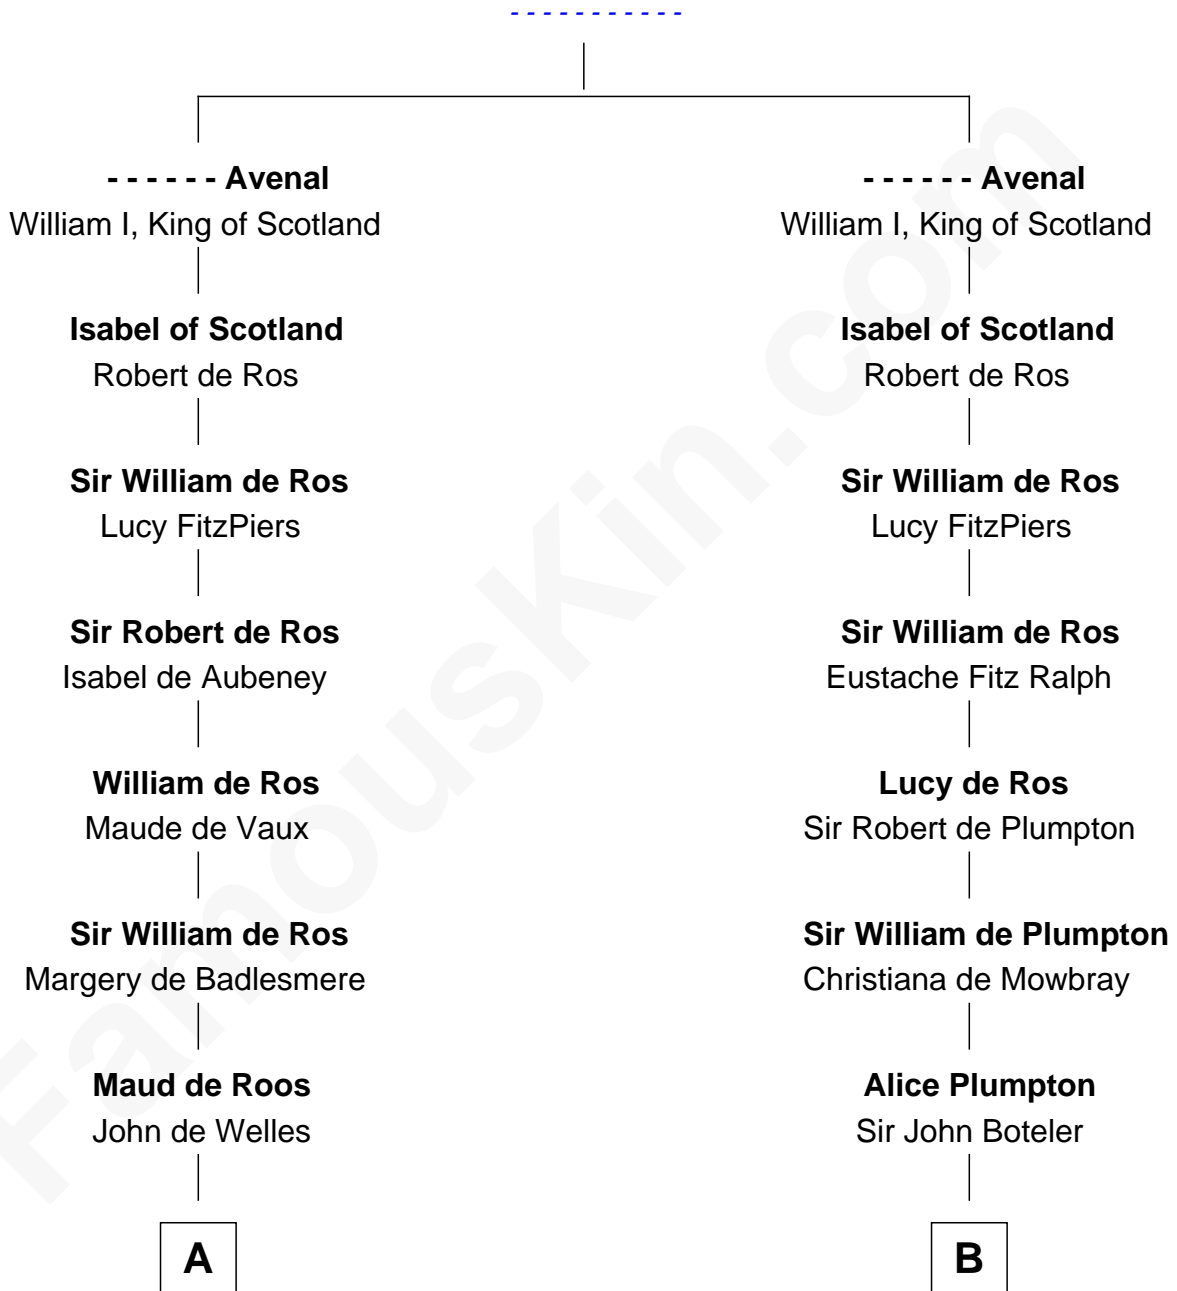 - - - - - - - - - - -
- - - - - - Avenal
William I, King of Scotland
Isabel of Scotland
Robert de Ros
Sir William de Ros
Lucy FitzPiers
Sir Robert de Ros
Isabel de Aubeney
William de Ros
Maude de Vaux
Sir William de Ros
Margery de Badlesmere
Maud de Roos
John de Welles
A
- - - - - - Avenal
William I, King of Scotland
Isabel of Scotland
Robert de Ros
Sir William de Ros
Lucy FitzPiers
Sir William de Ros
Eustache Fitz Ralph
Lucy de Ros
Sir Robert de Plumpton
Sir William de Plumpton
Christiana de Mowbray
Alice Plumpton
Sir John Boteler
B
FamousKin.com